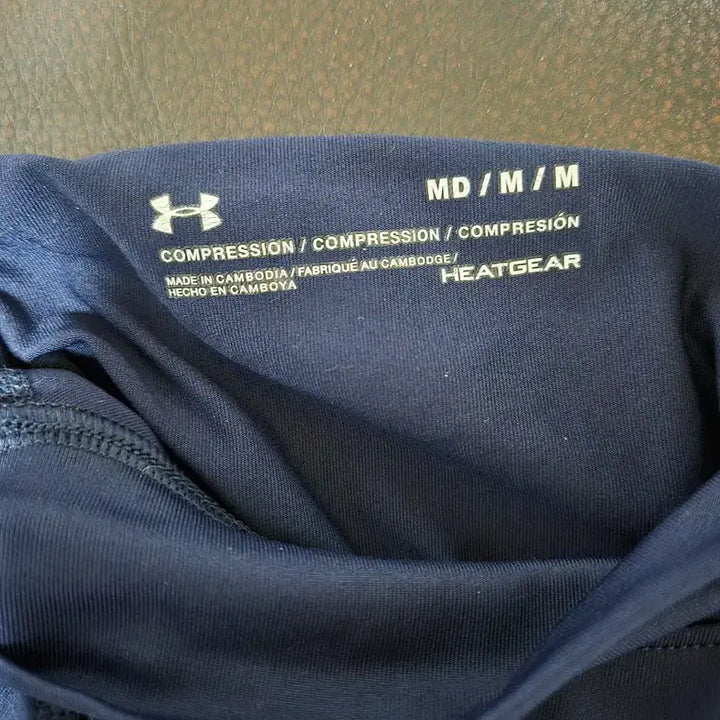 MD / M / M
COMPRESSION / COMPRESSION / COMPRESIÓN
MADE IN CAMBODIA / FABRIQUÉ AU CAMBODGE /
HECHO EN CAMBOYA
HEATGEAR